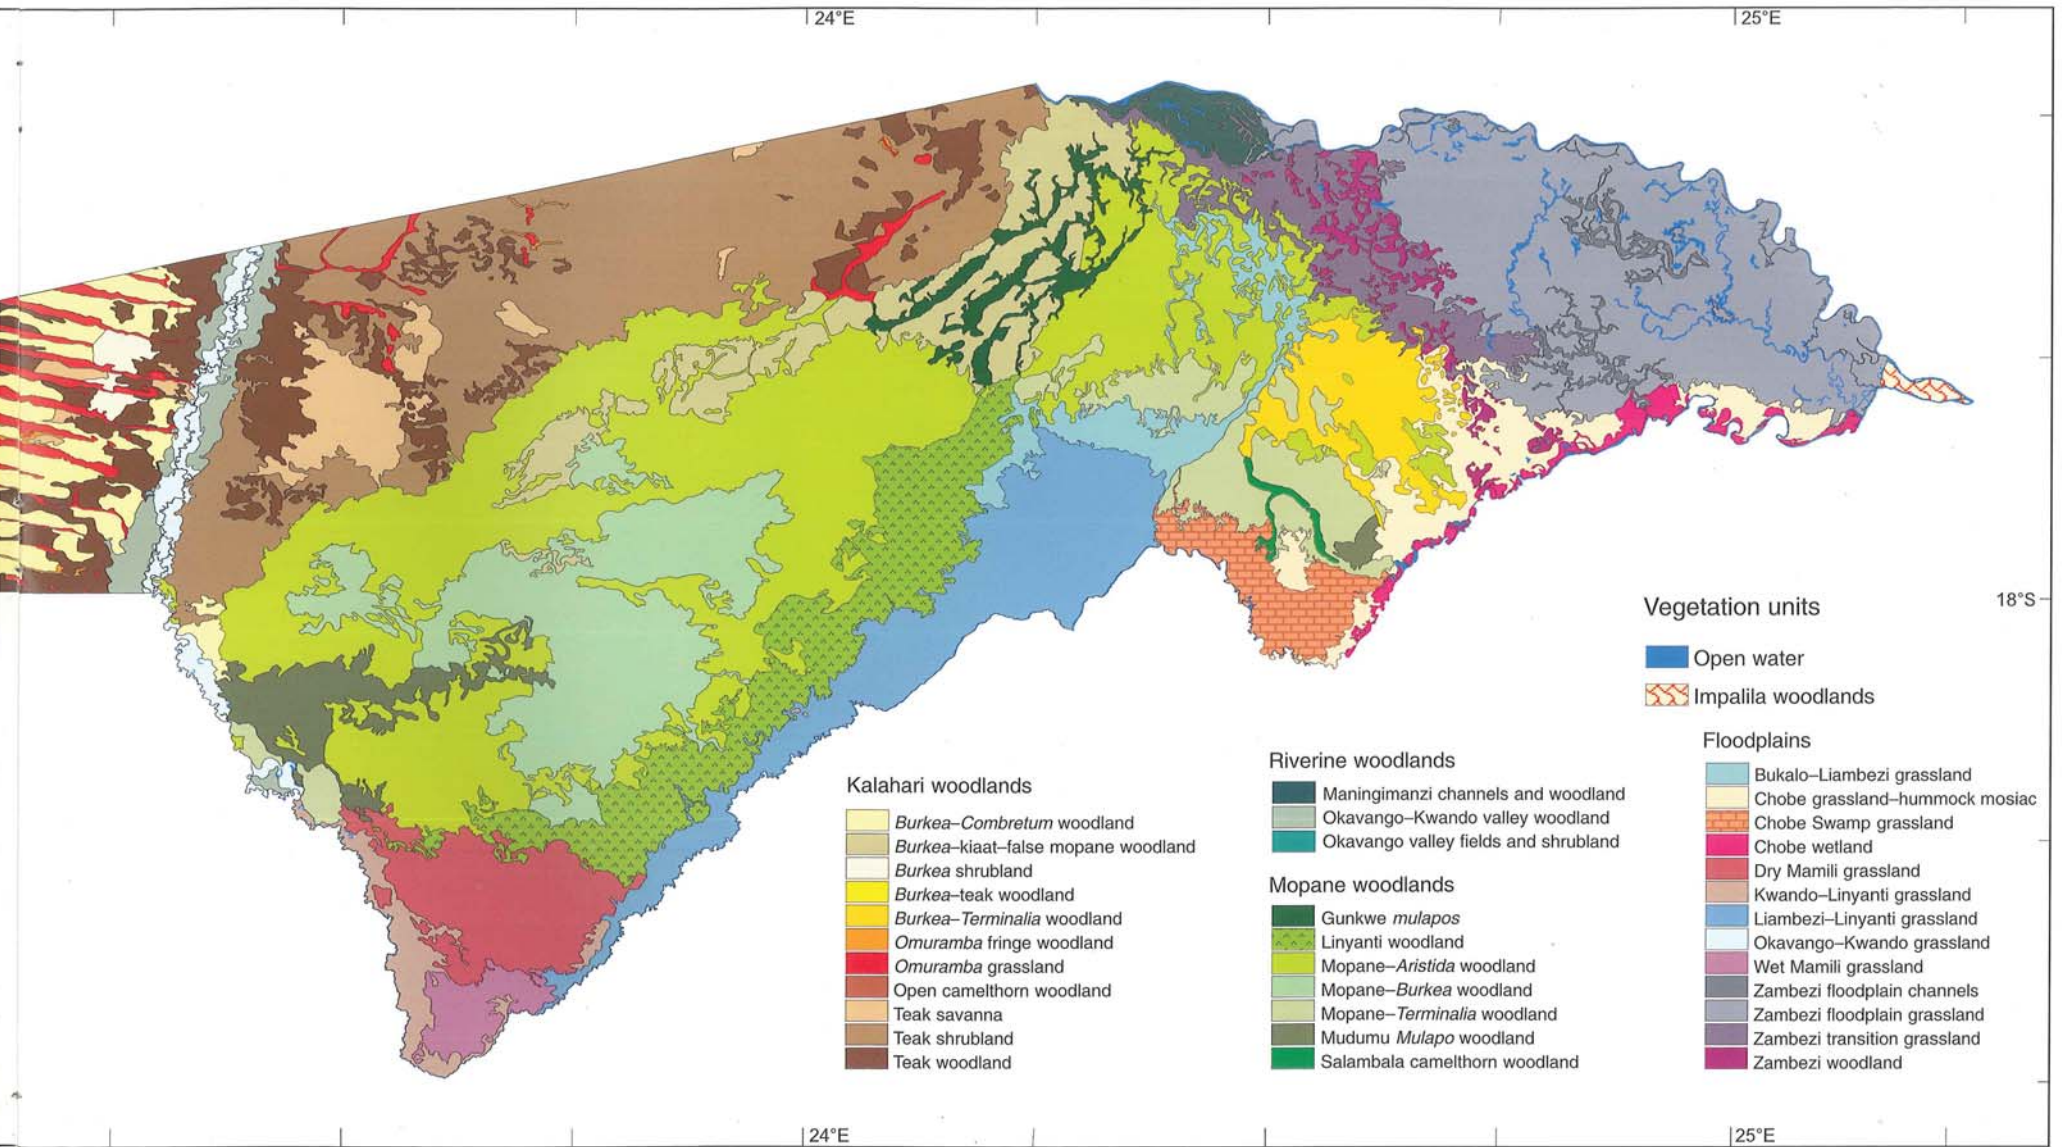 24°E
25°E
18°S
Vegetation units
Open water
Impalila woodlands
Kalahari woodlands
Burkea–Combretum woodland
Burkea–kiaat–false mopane woodland
Burkea shrubland
Burkea–teak woodland
Burkea–Terminalia woodland
Omuramba fringe woodland
Omuramba grassland
Open camelthorn woodland
Teak savanna
Teak shrubland
Teak woodland
Riverine woodlands
Maningimanzi channels and woodland
Okavango–Kwando valley woodland
Okavango valley fields and shrubland
Mopane woodlands
Gunkwe mulapos
Linyanti woodland
Mopane–Aristida woodland
Mopane–Burkea woodland
Mopane–Terminalia woodland
Mudumu Mulapo woodland
Salambala camelthorn woodland
Floodplains
Bukalo–Liambezi grassland
Chobe grassland–hummock mosiac
Chobe Swamp grassland
Chobe wetland
Dry Mamili grassland
Kwando–Linyanti grassland
Liambezi–Linyanti grassland
Okavango–Kwando grassland
Wet Mamili grassland
Zambezi floodplain channels
Zambezi floodplain grassland
Zambezi transition grassland
Zambezi woodland
24°E
25°E